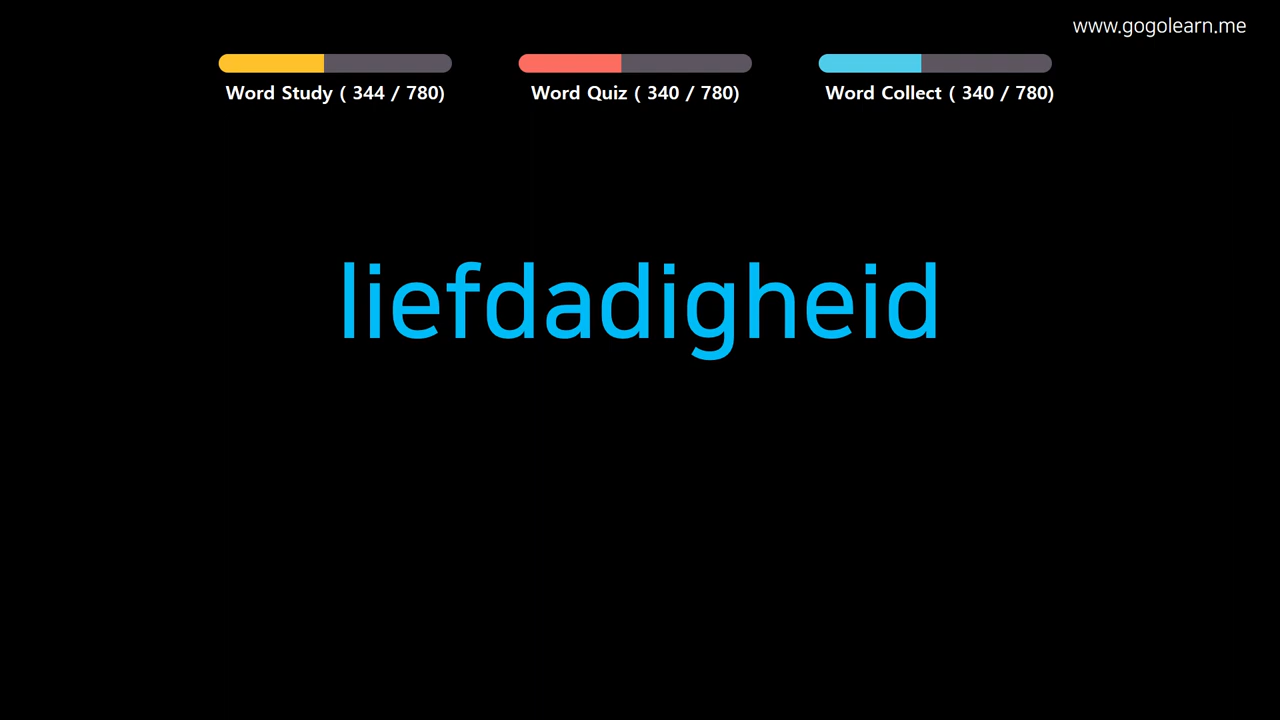 www.gogolearn.me
Word Study ( 344 / 780)
Word Quiz ( 340 / 780)
Word Collect ( 340 / 780)
liefdadigheid